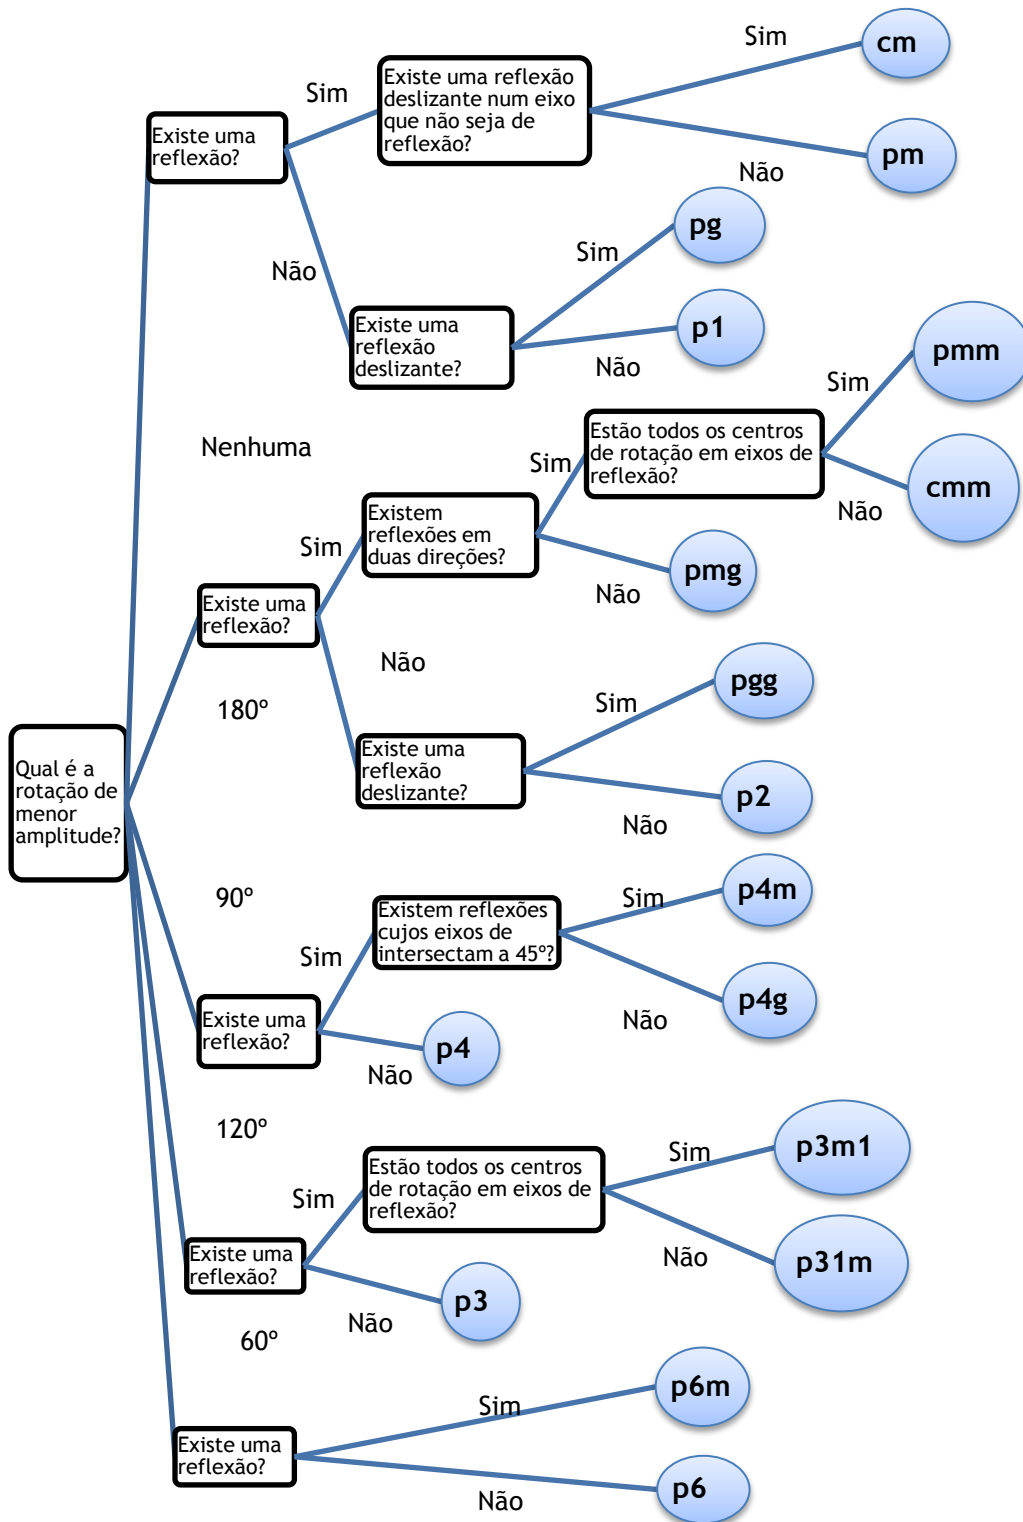 Sim
cm
Existe uma reflexão
deslizante num eixo
que não seja de
reflexão?
Sim
Existe uma
reflexão?
pm
Não
pg
Sim
Não
Existe uma
reflexão
deslizante?
p1
Não
pmm
Sim
Estão todos os centros
de rotação em eixos de
reflexão?
Nenhuma
Sim
cmm
Não
Existem
reflexões em
duas direções?
Sim
pmg
Não
Existe uma
reflexão?
Não
pgg
Sim
180º
Existe uma
reflexão
deslizante?
Qual é a
rotação de
menor
amplitude?
p2
Não
p4m
Sim
90º
Existem reflexões
cujos eixos de
intersectam a 45º?
Sim
p4g
Não
Existe uma
reflexão?
p4
Não
120º
p3m1
Sim
Estão todos os centros
de rotação em eixos de
reflexão?
Sim
Não
p31m
Existe uma
reflexão?
p3
Não
60º
p6m
Sim
Existe uma
reflexão?
p6
Não